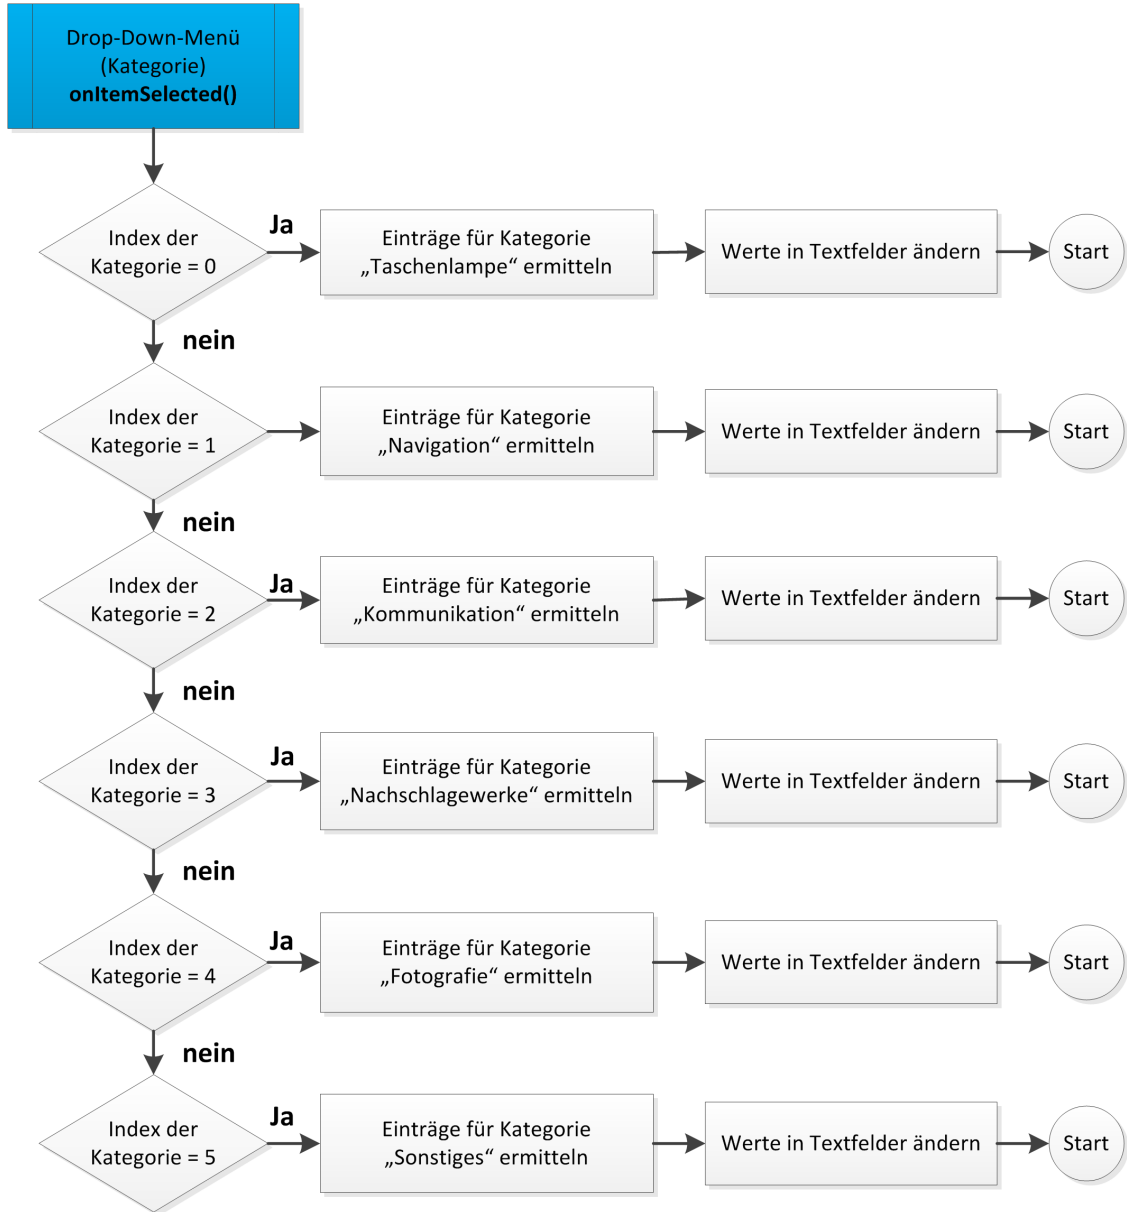 Drop-Down-Menü
(Kategorie)
onItemSelected()
Index der
Kategorie = 0
Ja
Einträge für Kategorie
„Taschenlampe“ ermitteln
Werte in Textfelder ändern
Start
nein
Index der
Kategorie = 1
Einträge für Kategorie
„Navigation“ ermitteln
Werte in Textfelder ändern
Start
nein
Index der
Kategorie = 2
Ja
Einträge für Kategorie
„Kommunikation“ ermitteln
Werte in Textfelder ändern
Start
nein
Index der
Kategorie = 3
Ja
Einträge für Kategorie
„Nachschlagewerke“ ermitteln
Werte in Textfelder ändern
Start
nein
Index der
Kategorie = 4
Ja
Einträge für Kategorie
„Fotografie“ ermitteln
Werte in Textfelder ändern
Start
nein
Index der
Kategorie = 5
Ja
Einträge für Kategorie
„Sonstiges“ ermitteln
Werte in Textfelder ändern
Start